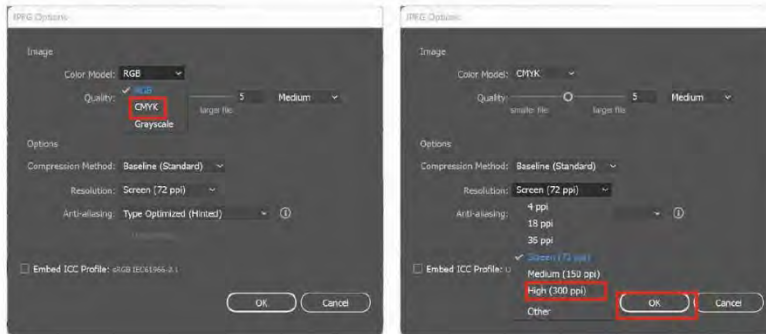 JPEG Options
Image
Color Model: RGB
RGB
Quality: 5 Medium
CMYK
larger file
Grayscale
Options
Compression Method: Baseline (Standard)
Resolution: Screen (72 ppi)
Anti-aliasing: Type Optimized (Hinted)
Embed ICC Profile: sRGB IEC61966-2.1
OK Cancel
JPEG Options
Image
Color Model: CMYK
Quality: 5 Medium
smaller file larger file
Options
Compression Method: Baseline (Standard)
Resolution: Screen (72 ppi)
4 ppi
Anti-aliasing:
18 ppi
36 ppi
Screen (72 ppi)
Embed ICC Profile: U
Medium (150 ppi)
High (300 ppi)
OK Cancel
Other